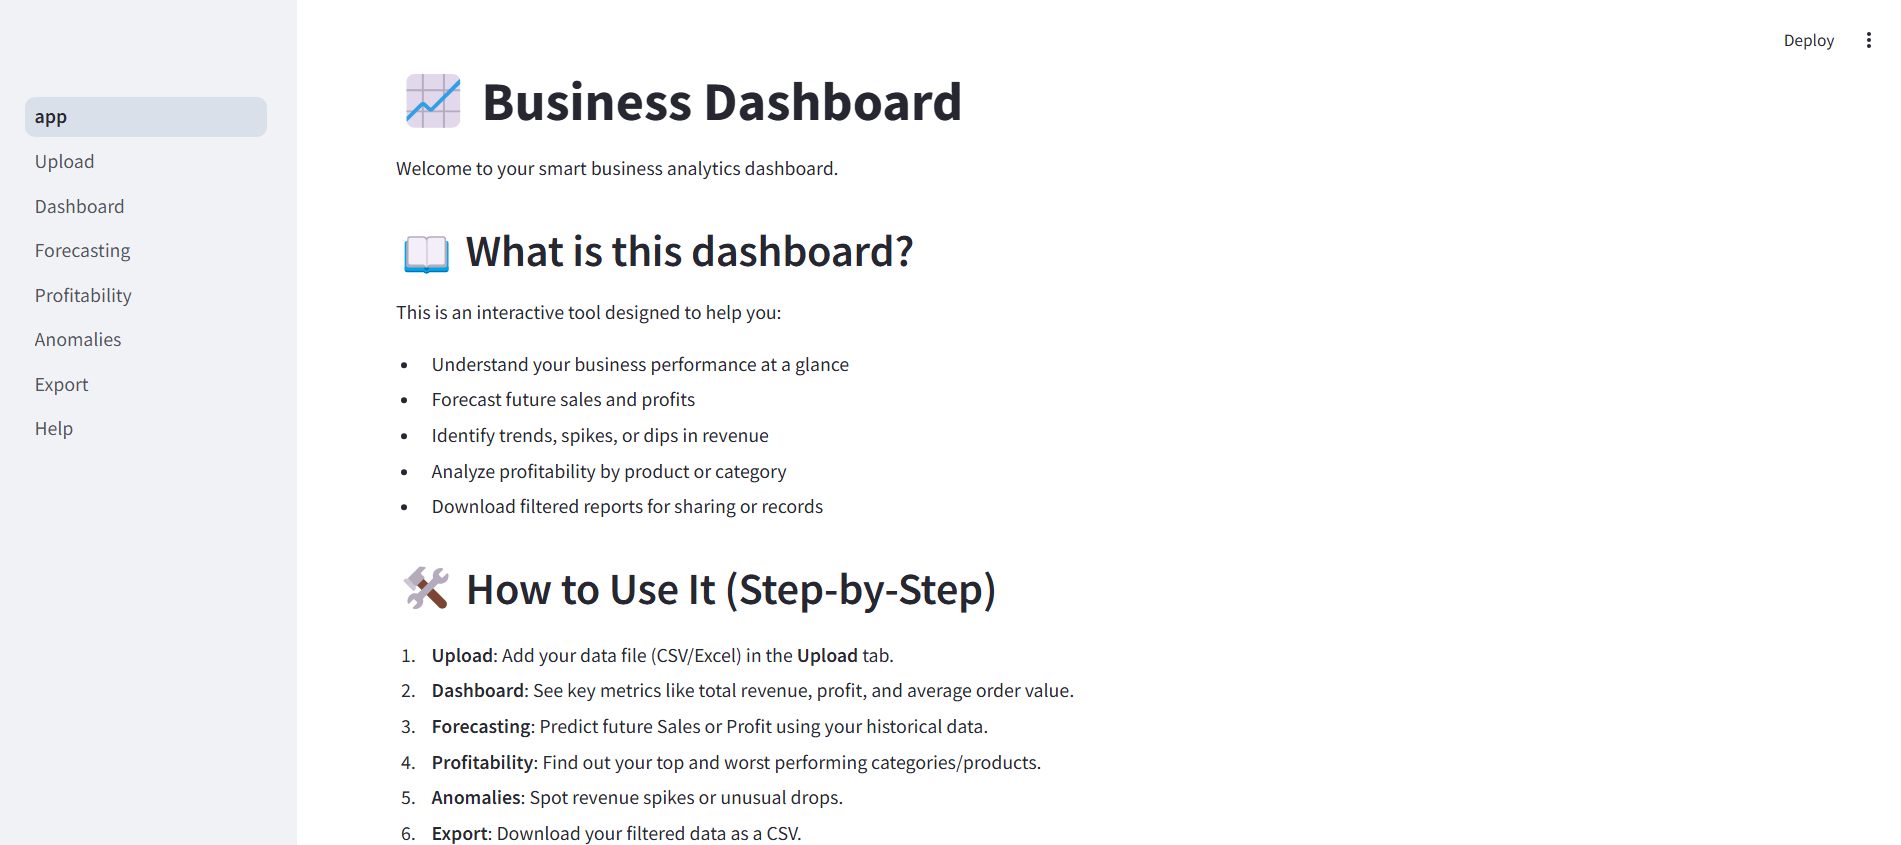 Deploy
app
Upload
Dashboard
Forecasting
Profitability
Anomalies
Export
Help
Business Dashboard
Welcome to your smart business analytics dashboard.
What is this dashboard?
This is an interactive tool designed to help you:
• Understand your business performance at a glance
• Forecast future sales and profits
• Identify trends, spikes, or dips in revenue
• Analyze profitability by product or category
• Download filtered reports for sharing or records
How to Use It (Step-by-Step)
1. Upload: Add your data file (CSV/Excel) in the Upload tab.
2. Dashboard: See key metrics like total revenue, profit, and average order value.
3. Forecasting: Predict future Sales or Profit using your historical data.
4. Profitability: Find out your top and worst performing categories/products.
5. Anomalies: Spot revenue spikes or unusual drops.
6. Export: Download your filtered data as a CSV.